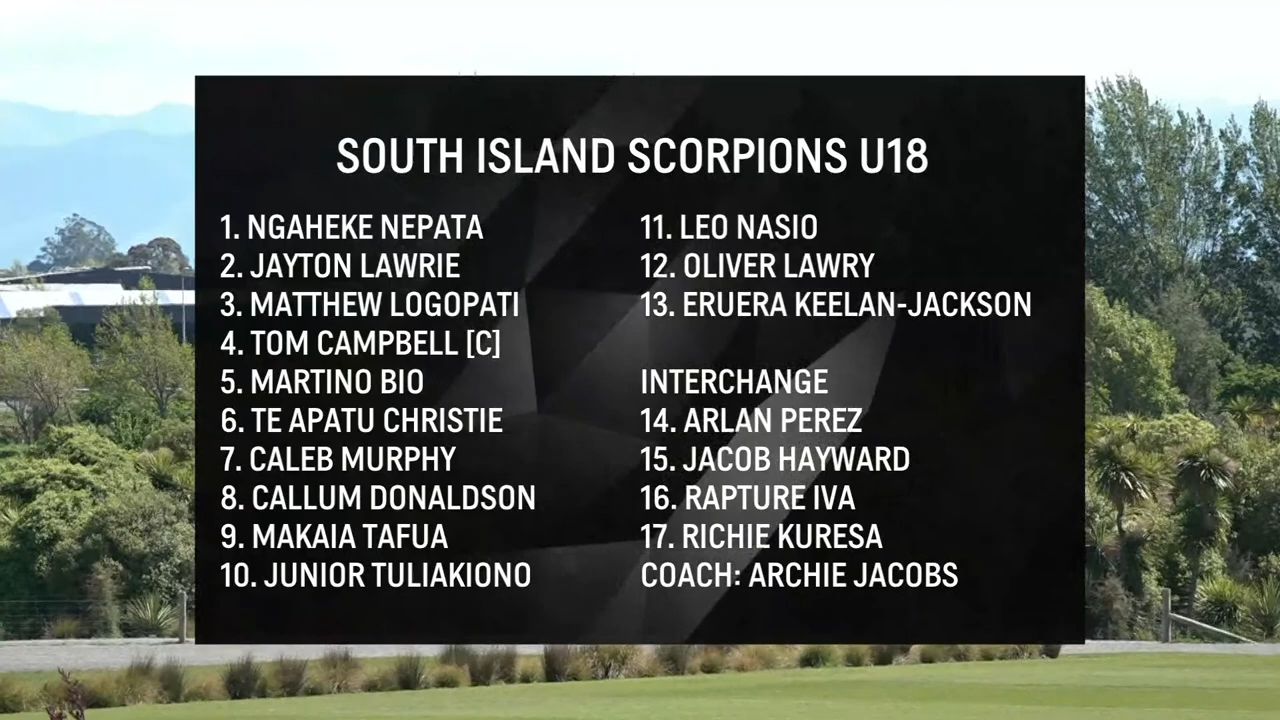 SOUTH ISLAND SCORPIONS U18
1. NGAHEKE NEPATA
2. JAYTON LAWRIE
3. MATTHEW LOGOPATI
4. TOM CAMPBELL [C]
5. MARTINO BIO
6. TE APATU CHRISTIE
7. CALEB MURPHY
8. CALLUM DONALDSON
9. MAKAIA TAFUA
10. JUNIOR TULIAKIONO
11. LEO NASIO
12. OLIVER LAWRY
13. ERUERA KEELAN-JACKSON
INTERCHANGE
14. ARLAN PEREZ
15. JACOB HAYWARD
16. RAPTURE IVA
17. RICHIE KURESA
COACH: ARCHIE JACOBS